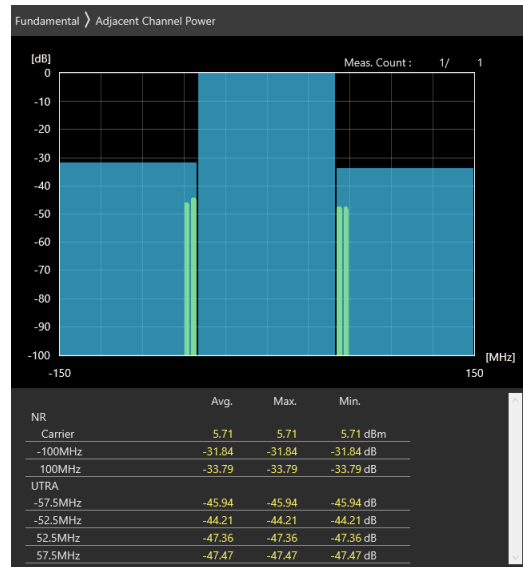 Fundamental 》 Adjacent Channel Power
[dB]
Meas. Count : 1/ 1
0
-10
-20
-30
-40
-50
-60
-70
-80
-90
-100
[MHz]
-150 150
Avg. Max. Min.
NR
Carrier 5.71 5.71 5.71 dBm
-100MHz -31.84 -31.84 -31.84 dB
100MHz -33.79 -33.79 -33.79 dB
UTRA
-57.5MHz -45.94 -45.94 -45.94 dB
-52.5MHz -44.21 -44.21 -44.21 dB
52.5MHz -47.36 -47.36 -47.36 dB
57.5MHz -47.47 -47.47 -47.47 dB